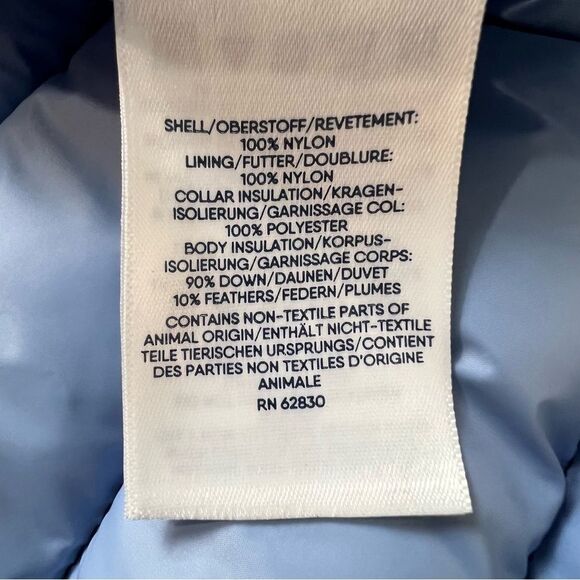 SHELL/OBERSTOFF/REVETEMENT:
100% NYLON
LINING/FUTTER/DOUBLURE:
100% NYLON
COLLAR INSULATION/KRAGEN-
ISOLIERUNG/GARNISSAGE COL:
100% POLYESTER
BODY INSULATION/KORPUS-
ISOLIERUNG/GARNISSAGE CORPS:
90% DOWN/DAUNEN/DUVET
10% FEATHERS/FEDERN/PLUMES
CONTAINS NON-TEXTILE PARTS OF
ANIMAL ORIGIN/ENTHÄLT NICHT-TEXTILE
TEILE TIERISCHEN URSPRUNGS/CONTIENT
DES PARTIES NON TEXTILES D'ORIGINE
ANIMALE
RN 62830